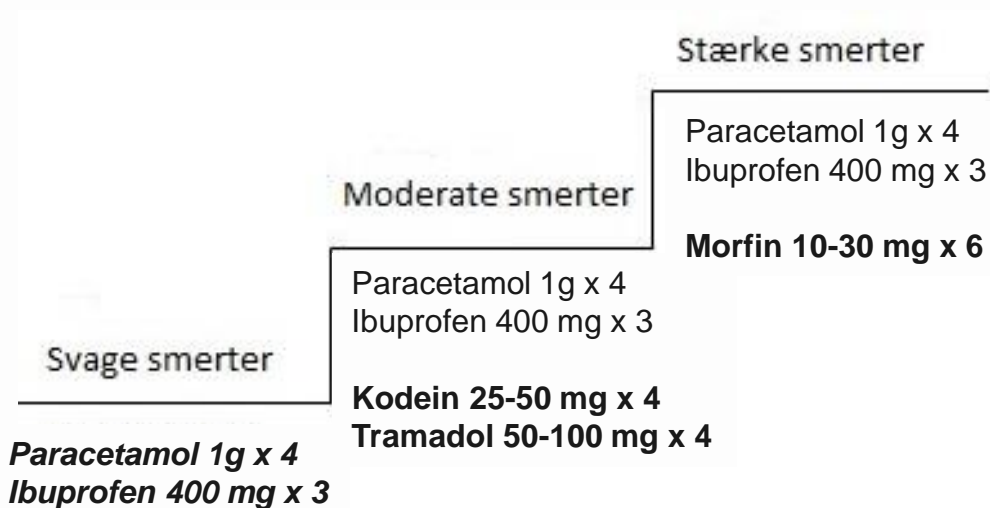 Stærke smerter
Paracetamol 1g x 4
Ibuprofen 400 mg x 3
Morfin 10-30 mg x 6
Moderate smerter
Paracetamol 1g x 4
Ibuprofen 400 mg x 3
Kodein 25-50 mg x 4
Tramadol 50-100 mg x 4
Svage smerter
Paracetamol 1g x 4
Ibuprofen 400 mg x 3